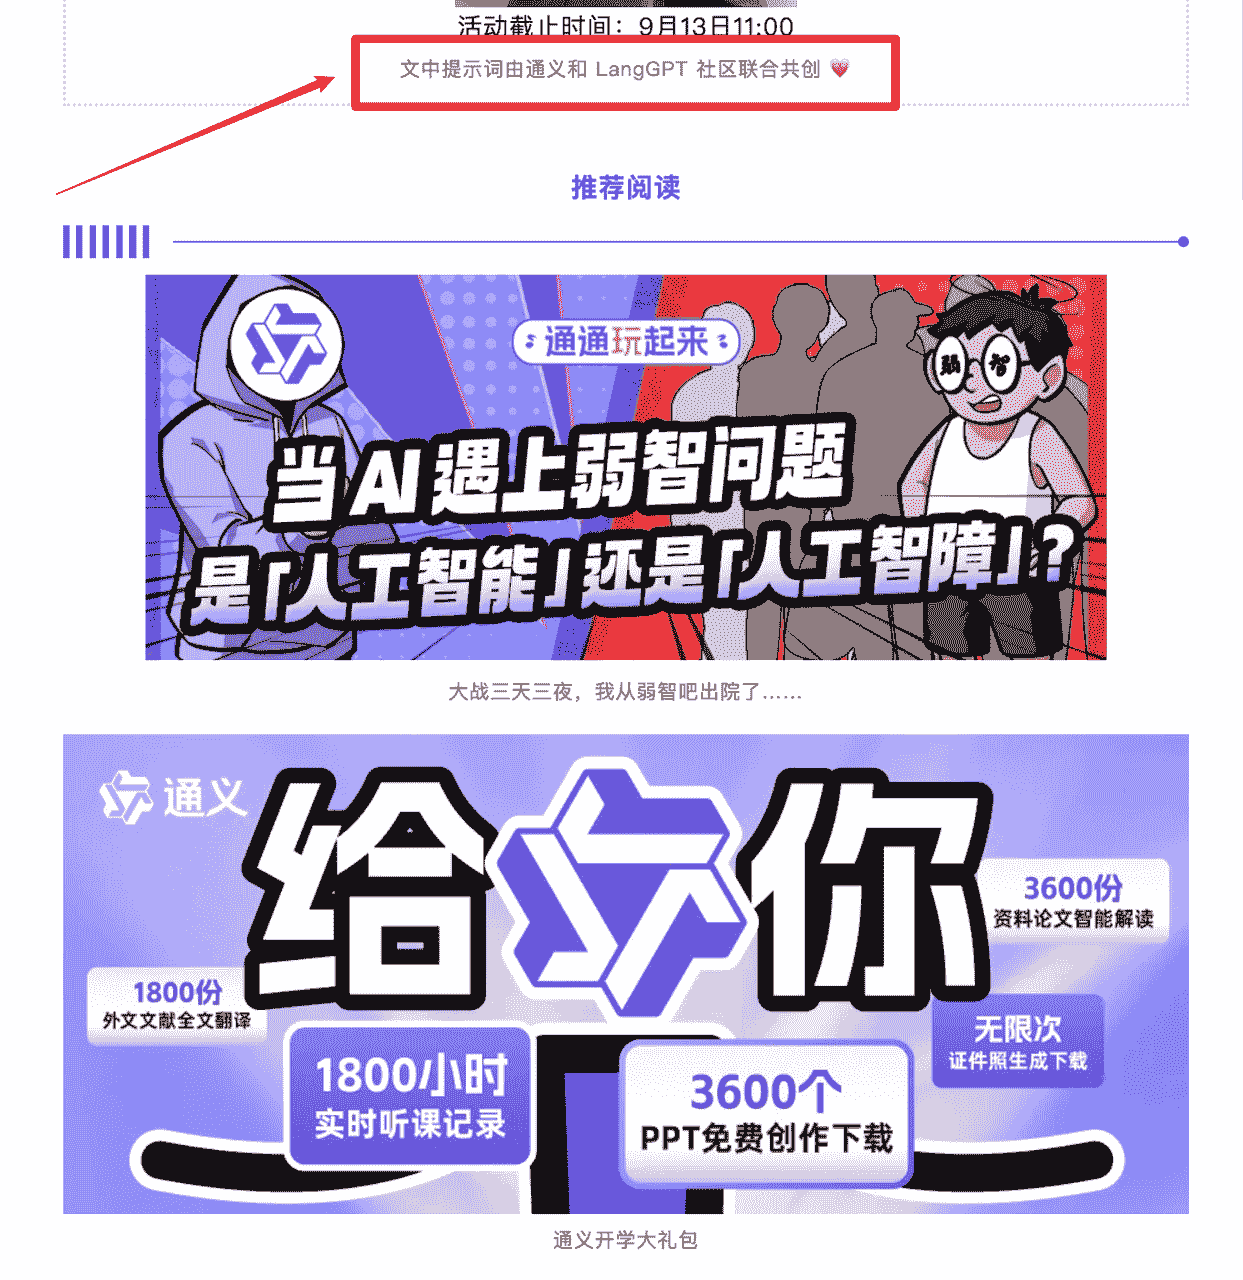 活动截止时间：9月13日11:00
文中提示词由通义和 LangGPT 社区联合共创 💗
推荐阅读
通通玩起来
弱 智
当AI遇上弱智问题
是「人工智能」还是「人工智障」?
大战三天三夜，我从弱智吧出院了......
通义
给 你
3600份
资料论文智能解读
1800份
外文文献全文翻译
无限次
证件照生成下载
1800小时
实时听课记录
3600个
PPT免费创作下载
通义开学大礼包